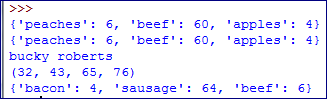 >>>
{'peaches': 6, 'beef': 60, 'apples': 4}
{'peaches': 6, 'beef': 60, 'apples': 4}
bucky roberts
(32, 43, 65, 76)
{'bacon': 4, 'sausage': 64, 'beef': 6}